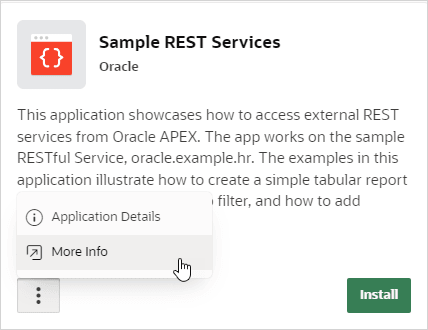 Sample REST Services
Oracle
This application showcases how to access external REST
services from Oracle APEX. The app works on the sample
RESTful Service, oracle.example.hr. The examples in this
application illustrate how to create a simple tabular report
filter, and how to add
Application Details
More Info
Install